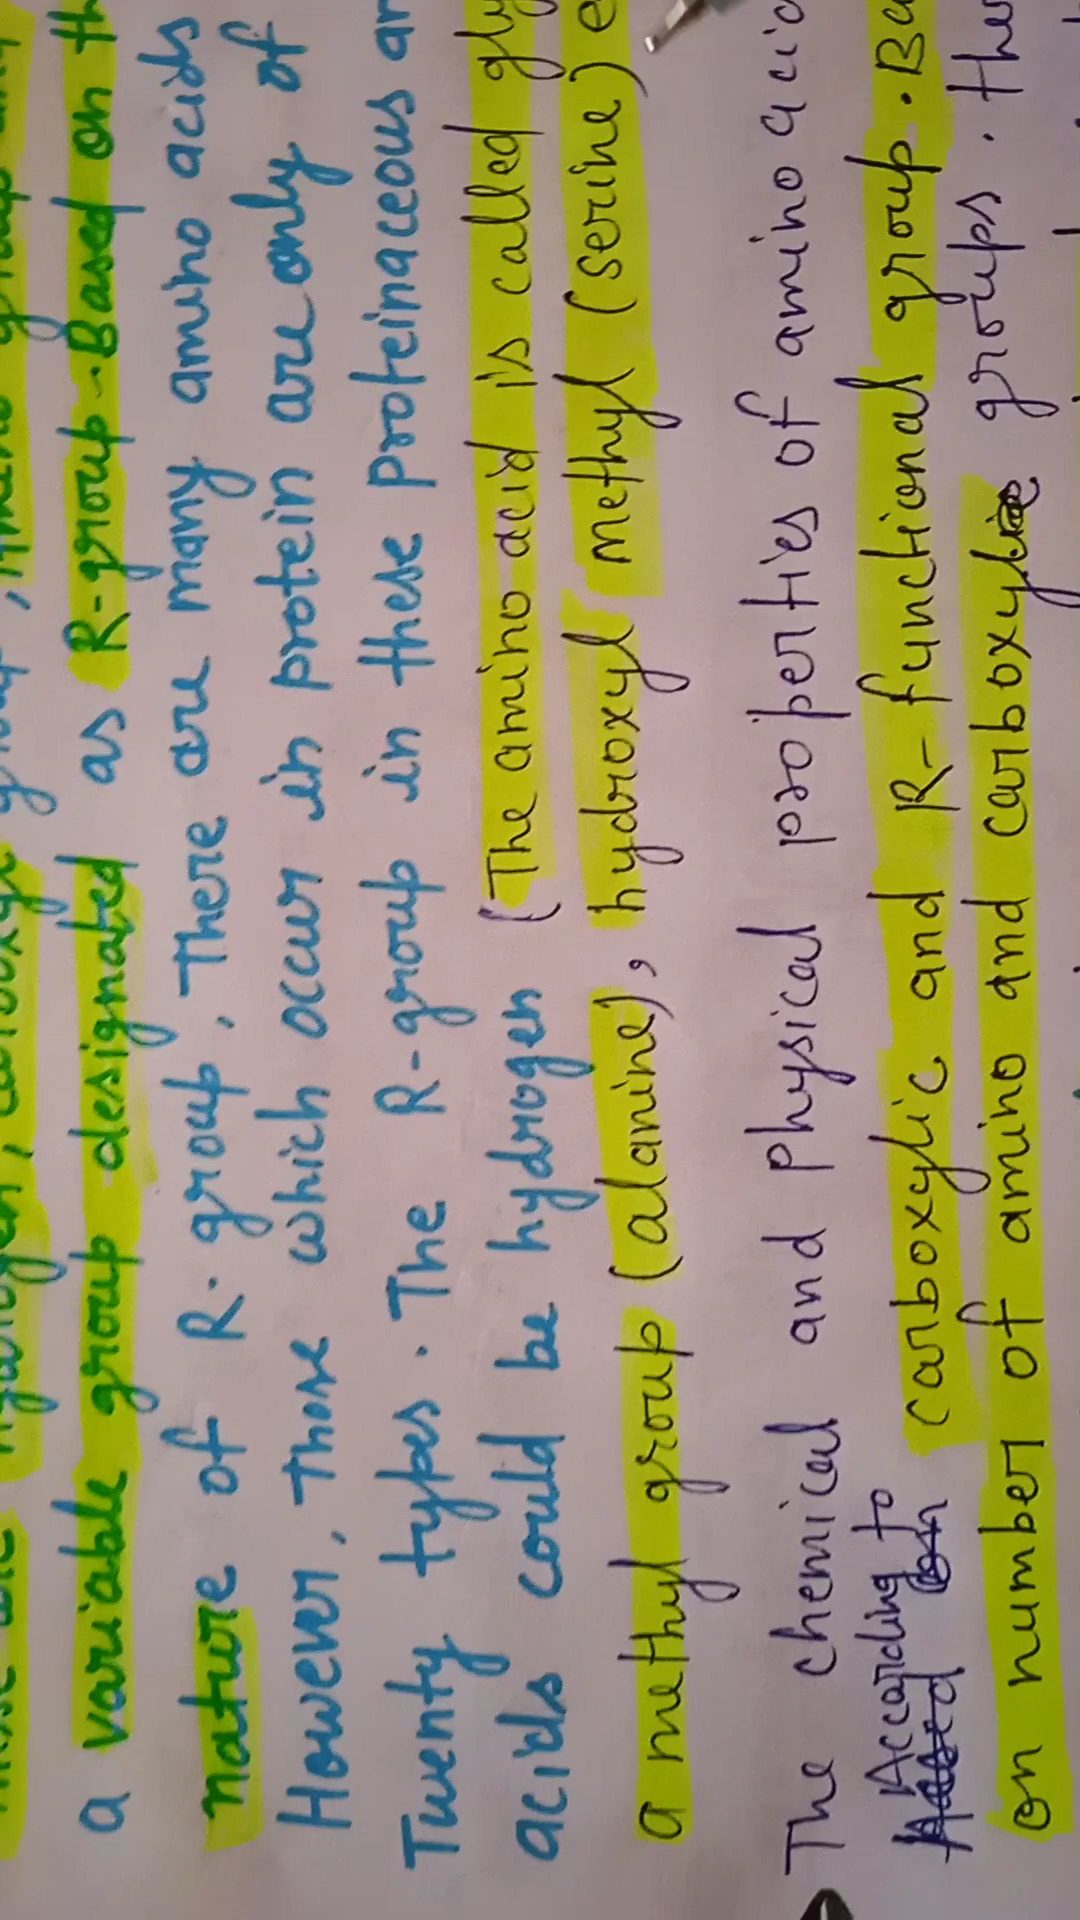 a variable group designated as R-group. Based on th
nature of R. group. There are many amino acids
However, those which occur in protein are only of
Twenty types. The R-group in these proteinaceous
acids could be hydrogen (The amino acid is called gly
a methyl group (alanine), hydroxyl methyl (serine) e
The chemical and physical properties of amino acid
According to carboxylic and R-functional group. Ba
on number of amino and carboxylic groups. the